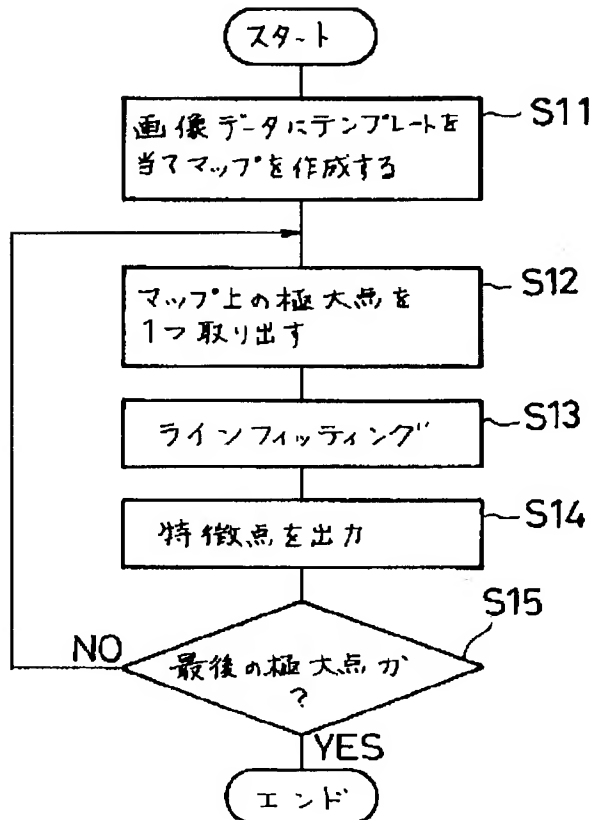 スタート
画像データにテンプレートを
当てマップを作成する
S11
マップ上の極大点を
1つ取り出す
S12
ラインフィッティング
S13
特徴点を出力
S14
S15
NO
最後の極大点か
?
YES
エンド